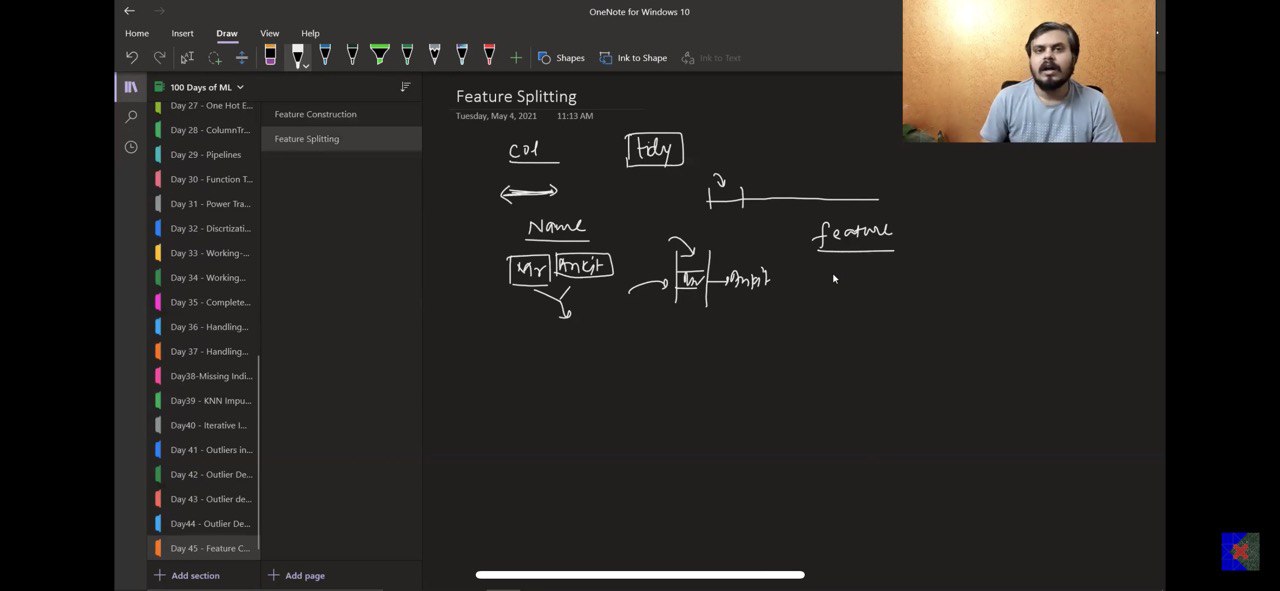 OneNote for Windows 10
Home Insert Draw View Help
Shapes Ink to Shape Ink to Text
100 Days of ML
Day 27 - One Hot E...
Day 28 - ColumnTr...
Day 29 - Pipelines
Day 30 - Function T...
Day 31 - Power Tra...
Day 32 - Discrtizati...
Day 33 - Working-...
Day 34 - Working...
Day 35 - Complete...
Day 36 - Handling...
Day 37 - Handling...
Day38-Missing Indi...
Day39 - KNN Impu...
Day40 - Iterative I...
Day 41 - Outliers in...
Day 42 - Outlier De...
Day 43 - Outlier de...
Day44 - Outlier De...
Day 45 - Feature C...
Add section
Feature Construction
Feature Splitting
Add page
Feature Splitting
Tuesday, May 4, 2021 11:13 AM
Col tidy
Name
feature
Mr Ankit
Mr Ankit